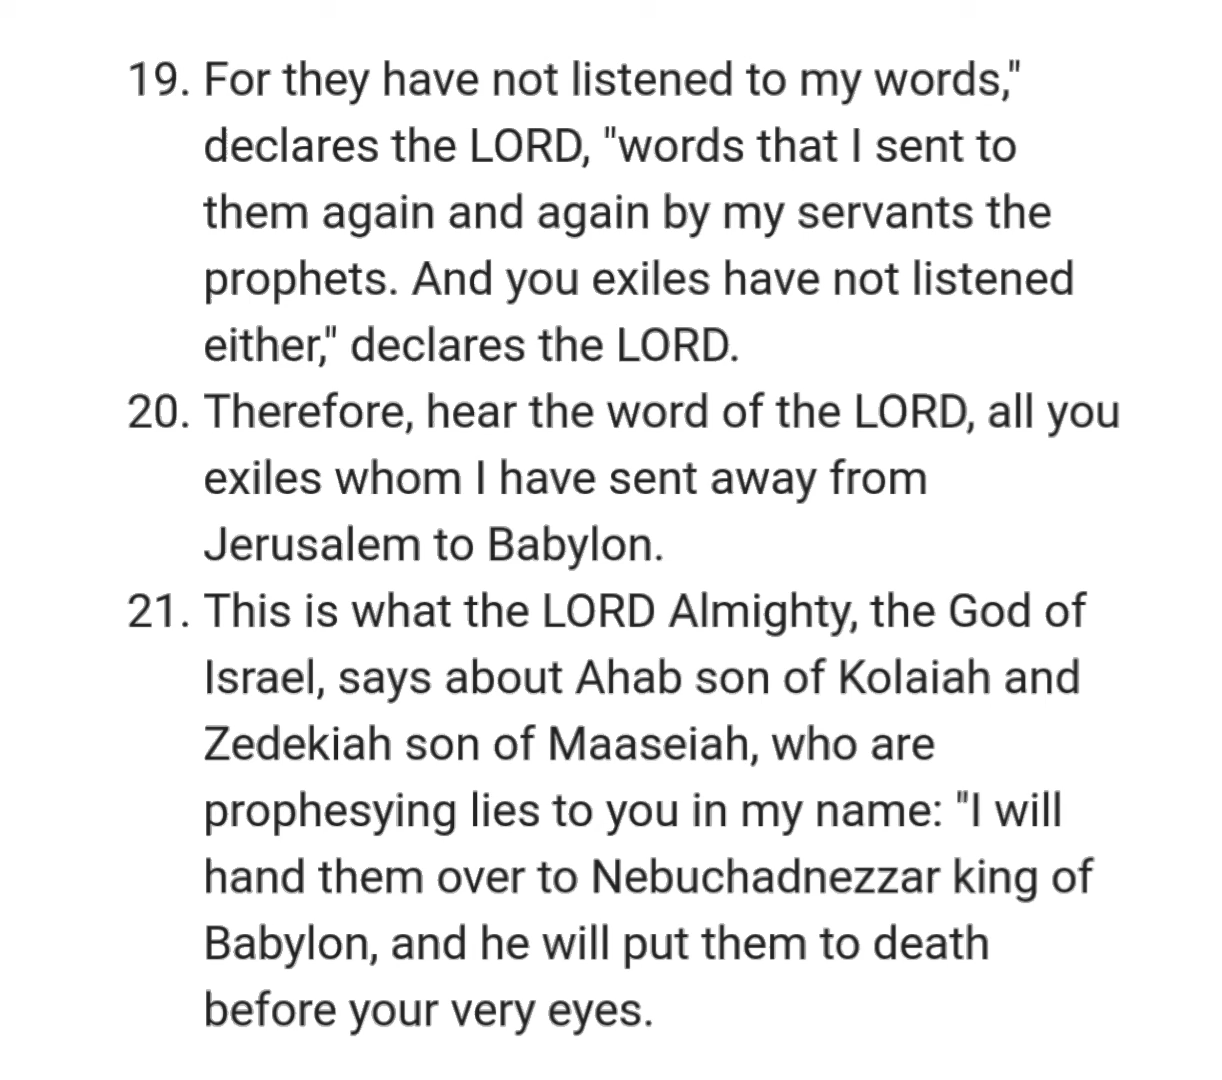 19. For they have not listened to my words,"
declares the LORD, "words that I sent to
them again and again by my servants the
prophets. And you exiles have not listened
either," declares the LORD.
20. Therefore, hear the word of the LORD, all you
exiles whom I have sent away from
Jerusalem to Babylon.
21. This is what the LORD Almighty, the God of
Israel, says about Ahab son of Kolaiah and
Zedekiah son of Maaseiah, who are
prophesying lies to you in my name: "I will
hand them over to Nebuchadnezzar king of
Babylon, and he will put them to death
before your very eyes.